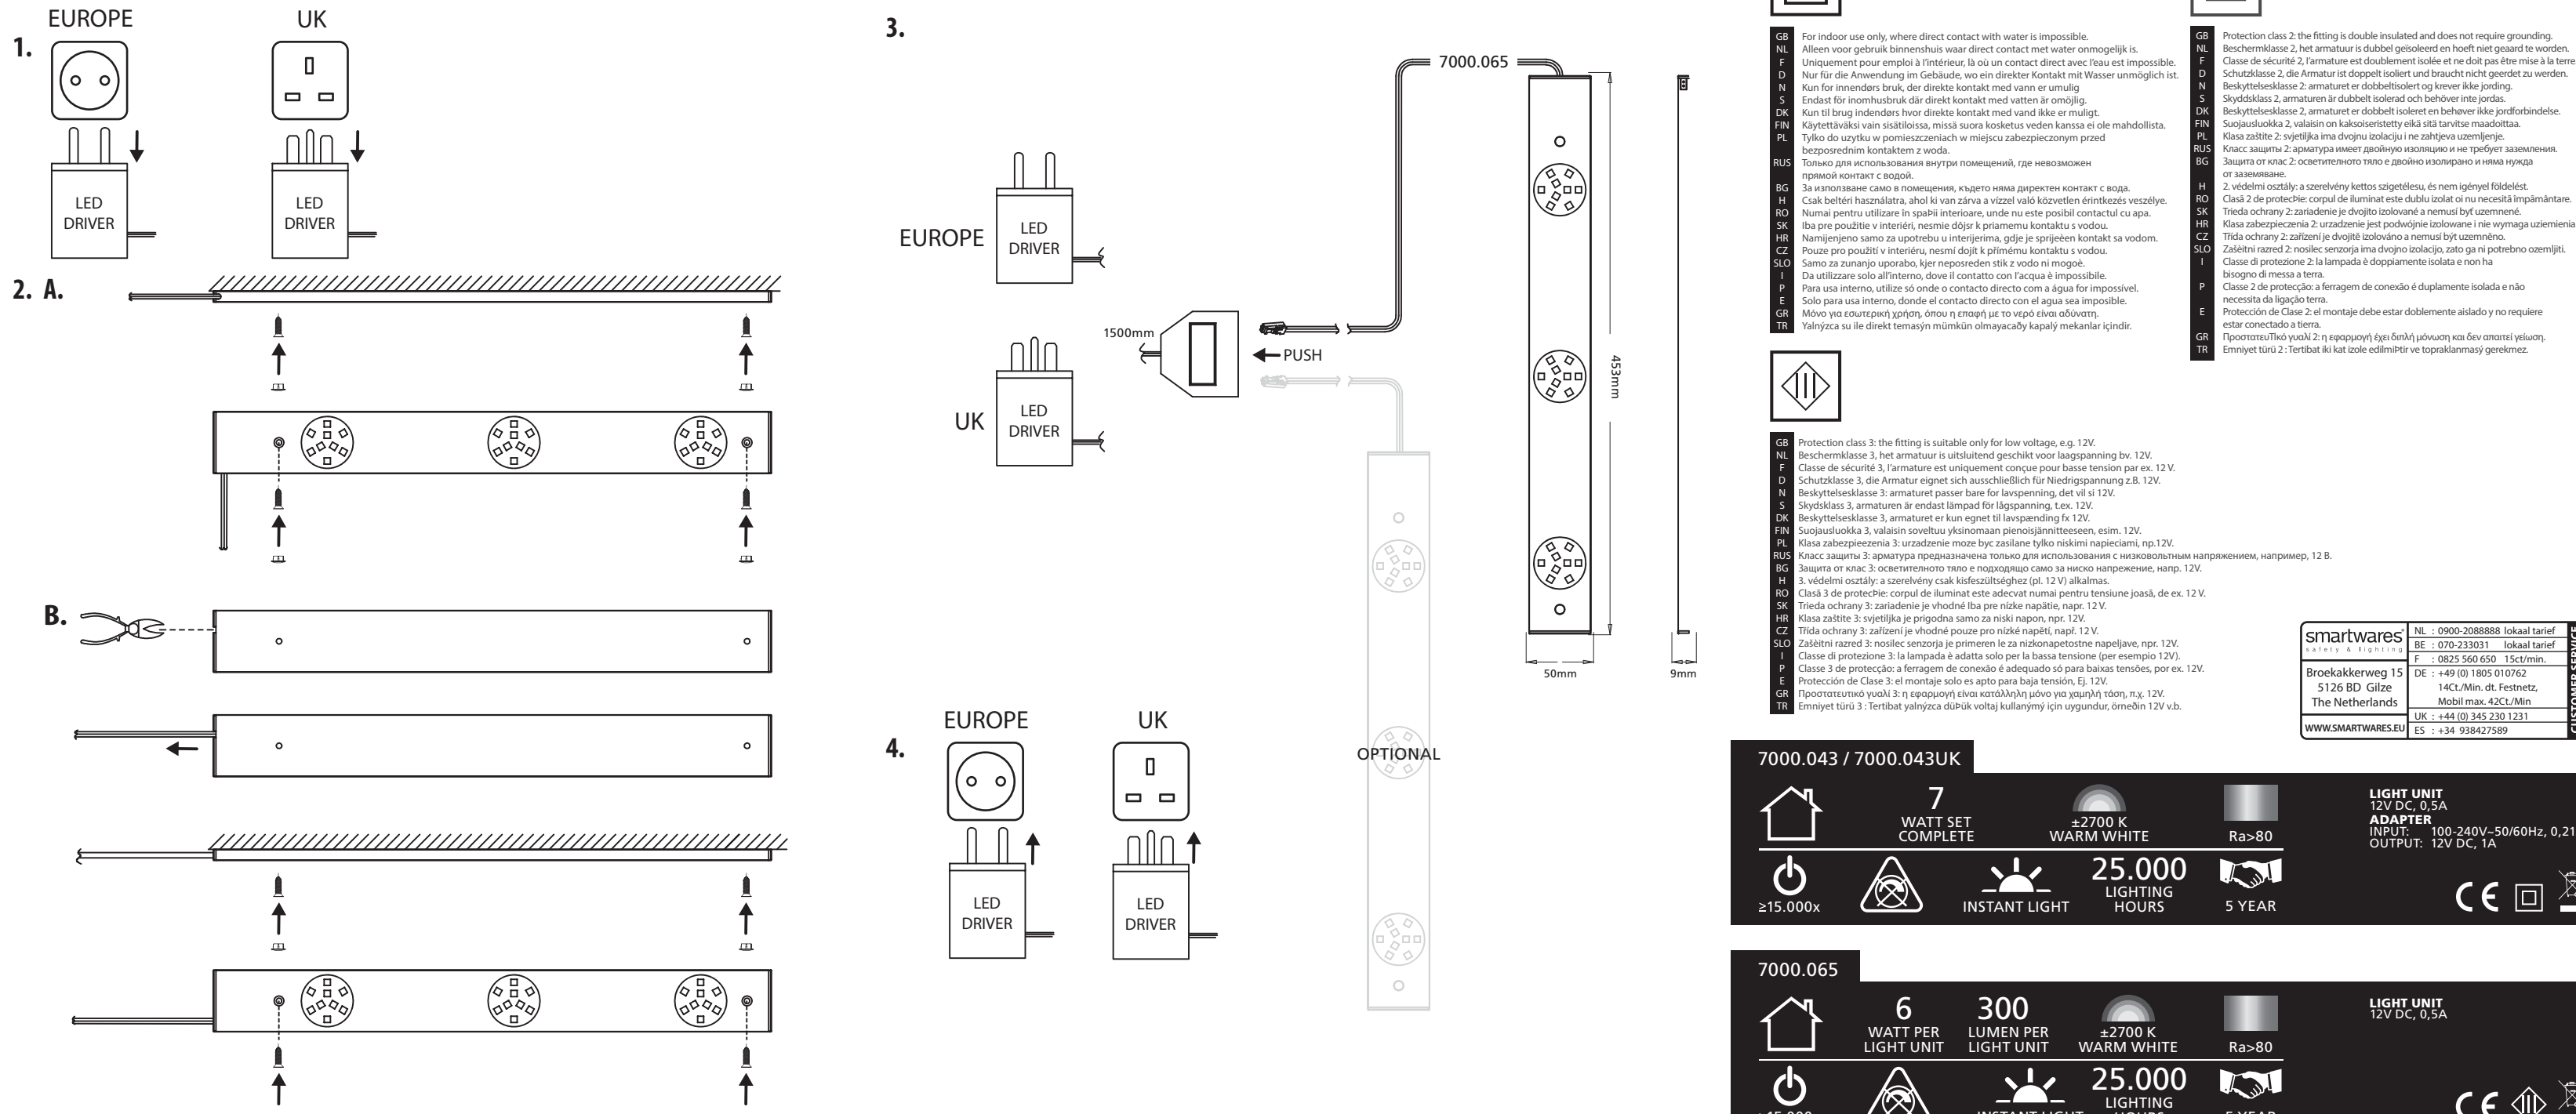 EUROPE
UK
1.
LED
DRIVER
LED
DRIVER
2. A.
B.
3.
7000.065
EUROPE
LED
DRIVER
1500mm
PUSH
UK
LED
DRIVER
453mm
50mm
9mm
OPTIONAL
4.
EUROPE
UK
LED
DRIVER
LED
DRIVER
GB For indoor use only, where direct contact with water is impossible.
NL Alleen voor gebruik binnenshuis waar direct contact met water onmogelijk is.
F Uniquement pour emploi à l'intérieur, là où un contact direct avec l'eau est impossible.
D Nur für die Anwendung im Gebäude, wo ein direkter Kontakt mit Wasser unmöglich ist.
N Kun for innendørs bruk, der direkte kontakt med vann er umulig
S Endast för inomhusbruk där direkt kontakt med vatten är omöjlig.
DK Kun til brug indendørs hvor direkte kontakt med vand ikke er muligt.
FIN Käytettäväksi vain sisätiloissa, missä suora kosketus veden kanssa ei ole mahdollista.
PL Tylko do uzytku w pomieszczeniach w miejscu zabezpieczonym przed
bezposrednim kontaktem z woda.
RUS Только для использования внутри помещений, где невозможен
прямой контакт с водой.
BG За използване само в помещения, където няма директен контакт с вода.
H Csak beltéri használatra, ahol ki van zárva a vízzel való közvetlen érintkezés veszélye.
RO Numai pentru utilizare în spaÞii interioare, unde nu este posibil contactul cu apa.
SK Iba pre použitie v interiéri, nesmie dôjsr k priamemu kontaktu s vodou.
HR Namijenjeno samo za upotrebu u interijerima, gdje je sprijeèen kontakt sa vodom.
CZ Pouze pro použití v interiéru, nesmí dojít k přímému kontaktu s vodou.
SLO Samo za zunanjo uporabo, kjer neposreden stik z vodo ni mogoè.
I Da utilizzare solo all'interno, dove il contatto con l'acqua è impossibile.
P Para usa interno, utilize só onde o contacto directo com a água for impossível.
E Solo para usa interno, donde el contacto directo con el agua sea imposible.
GR Μόνο για εσωτερική χρήση, όπου η επαφή με το νερό είναι αδύνατη.
TR Yalnýzca su ile direkt temasýn mümkün olmayacaðy kapalý mekanlar içindir.
GB Protection class 2: the fitting is double insulated and does not require grounding.
NL Beschermklasse 2, het armatuur is dubbel geïsoleerd en hoeft niet geaard te worden.
F Classe de sécurité 2, l'armature est doublement isolée et ne doit pas être mise à la terre
D Schutzklasse 2, die Armatur ist doppelt isoliert und braucht nicht geerdet zu werden.
N Beskyttelsesklasse 2: armaturet er dobbeltisolert og krever ikke jording.
S Skyddsklass 2, armaturen är dubbelt isolerad och behöver inte jordas.
DK Beskyttelsesklasse 2, armaturet er dobbelt isoleret en behøver ikke jordforbindelse.
FIN Suojausluokka 2, valaisin on kaksoiseristetty eikä sitä tarvitse maadoittaa.
PL Klasa zaštite 2: svjetiljka ima dvojnu izolaciju i ne zahtjeva uzemljenje.
RUS Класс защиты 2: арматура имеет двойную изоляцию и не требует заземления.
BG Защита от клас 2: осветителното тяло е двойно изолирано и няма нужда
от заземяване.
H 2. védelmi osztály: a szerelvény kettos szigetélesu, és nem igényel földelést.
RO Clasă 2 de protecÞie: corpul de iluminat este dublu izolat oi nu necesită împământare.
SK Trieda ochrany 2: zariadenie je dvojito izolované a nemusí byť uzemnené.
HR Klasa zabezpieczenia 2: urzadzenie jest podwójnie izolowane i nie wymaga uziemienia
CZ Třída ochrany 2: zařízení je dvojitě izolováno a nemusí být uzemněno.
SLO Zašèitni razred 2: nosilec senzorja ima dvojno izolacijo, zato ga ni potrebno ozemljiti.
I Classe di protezione 2: la lampada è doppiamente isolata e non ha
bisogno di messa a terra.
P Classe 2 de protecção: a ferragem de conexão é duplamente isolada e não
necessita da ligação terra.
E Protección de Clase 2: el montaje debe estar doblemente aislado y no requiere
estar conectado a tierra.
GR ΠροστατευΤΙκό γυαλί 2: η εφαρμογή έχει διπλή μόνωση και δεν απαιτεί γείωση.
TR Emniyet türü 2 : Tertibat iki kat izole edilmiÞtir ve topraklanmasý gerekmez.
GB Protection class 3: the fitting is suitable only for low voltage, e.g. 12V.
NL Beschermklasse 3, het armatuur is uitsluitend geschikt voor laagspanning bv. 12V.
F Classe de sécurité 3, l'armature est uniquement conçue pour basse tension par ex. 12 V.
D Schutzklasse 3, die Armatur eignet sich ausschließlich für Niedrigspannung z.B. 12V.
N Beskyttelsesklasse 3: armaturet passer bare for lavspenning, det vil si 12V.
S Skydsklass 3, armaturen är endast lämpad för lågspanning, t.ex. 12V.
DK Beskyttelsesklasse 3, armaturet er kun egnet til lavspænding fx 12V.
FIN Suojausluokka 3, valaisin soveltuu yksinomaan pienoisjännitteeseen, esim. 12V.
PL Klasa zabezpieezenia 3: urzadzenie moze byc zasilane tylko niskimi napieciami, np.12V.
RUS Класс защиты 3: арматура предназначена только для использования с низковольтным напряжением, например, 12 В.
BG Защита от клас 3: осветителното тяло е подходящо само за ниско напрежение, напр. 12V.
H 3. védelmi osztály: a szerelvény csak kisfeszültséghez (pl. 12 V) alkalmas.
RO Clasă 3 de protecÞie: corpul de iluminat este adecvat numai pentru tensiune joasă, de ex. 12 V.
SK Trieda ochrany 3: zariadenie je vhodné Iba pre nízke napätie, napr. 12 V.
HR Klasa zaštite 3: svjetiljka je prigodna samo za niski napon, npr. 12V.
CZ Třída ochrany 3: zařízení je vhodné pouze pro nízké napětí, např. 12 V.
SLO Zašèitni razred 3: nosilec senzorja je primeren le za nizkonapetostne napeljave, npr. 12V.
I Classe di protezione 3: la lampada è adatta solo per la bassa tensione (per esempio 12V).
P Classe 3 de protecção: a ferragem de conexão é adequado só para baixas tensões, por ex. 12V.
E Protección de Clase 3: el montaje solo es apto para baja tensión, Ej. 12V.
GR Προστατευτικό γυαλί 3: η εφαρμογή είναι κατάλληλη μόνο για χαμηλή τάση, π.χ. 12V.
TR Emniyet türü 3 : Tertibat yalnýzca düÞük voltaj kullanýmý için uygundur, örneðin 12V v.b.
smartwares®
safety & lighting
Broekakkerweg 15
5126 BD Gilze
The Netherlands
WWW.SMARTWARES.EU
NL : 0900-2088888 lokaal tarief
BE : 070-233031 lokaal tarief
F : 0825 560 650 15ct/min.
DE : +49 (0) 1805 010762
14Ct./Min. dt. Festnetz,
Mobil max. 42Ct./Min
UK : +44 (0) 345 230 1231
ES : +34 938427589
CUSTOMER SERVICE
7000.043 / 7000.043UK
7
WATT SET
COMPLETE
±2700 K
WARM WHITE
Ra>80
LIGHT UNIT
12V DC, 0,5A
ADAPTER
INPUT: 100-240V~50/60Hz, 0,21
OUTPUT: 12V DC, 1A
≥15.000x
INSTANT LIGHT
25.000
LIGHTING
HOURS
5 YEAR
CE
7000.065
6
WATT PER
LIGHT UNIT
300
LUMEN PER
LIGHT UNIT
±2700 K
WARM WHITE
Ra>80
LIGHT UNIT
12V DC, 0,5A
25.000
LIGHTING
CE